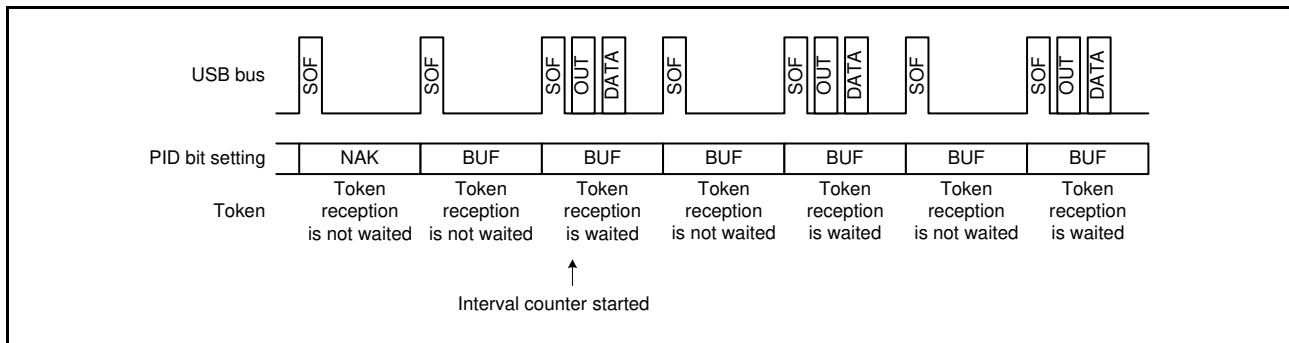 USB bus
SOF SOF SOF OUT DATA SOF SOF OUT DATA SOF SOF OUT DATA
PID bit setting NAK BUF BUF BUF BUF BUF BUF
Token
Token
reception
is not waited
Token
reception
is not waited
Token
reception
is waited
Token
reception
is not waited
Token
reception
is waited
Token
reception
is not waited
Token
reception
is waited
Interval counter started